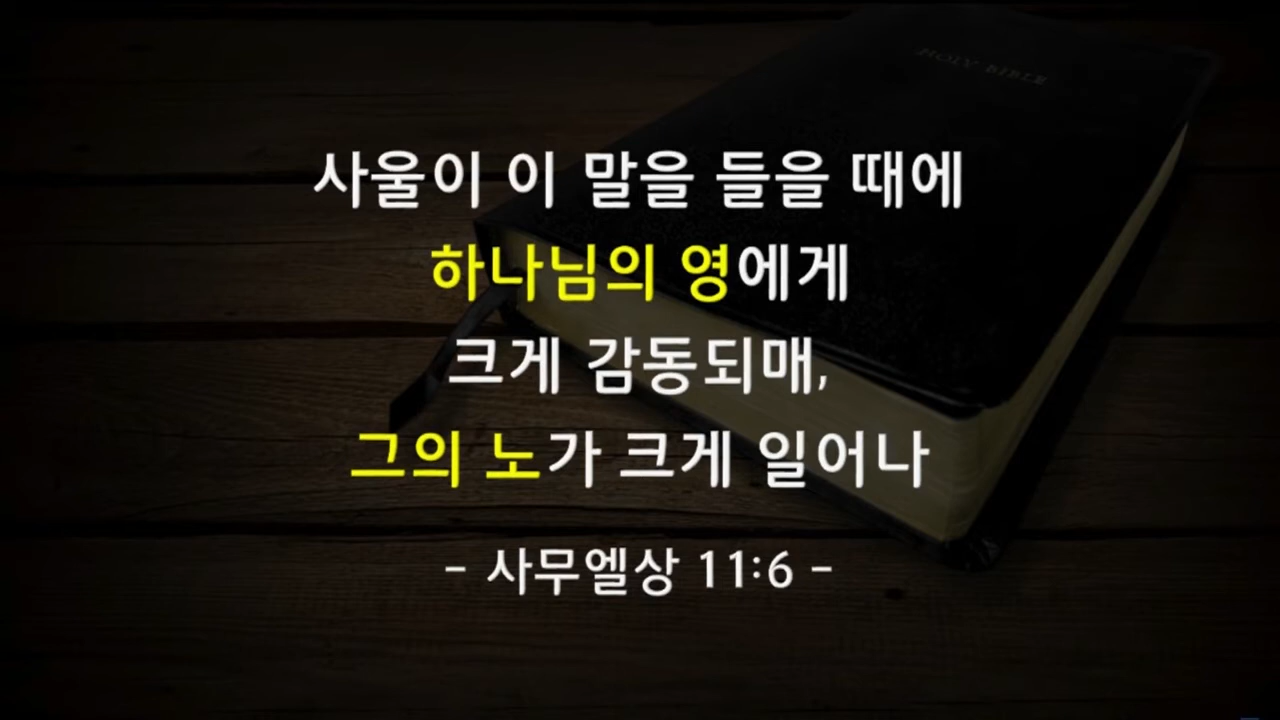 HOLY BIBLE
사울이 이 말을 들을 때에
하나님의 영에게
크게 감동되매,
그의 노가 크게 일어나
- 사무엘상 11:6 -